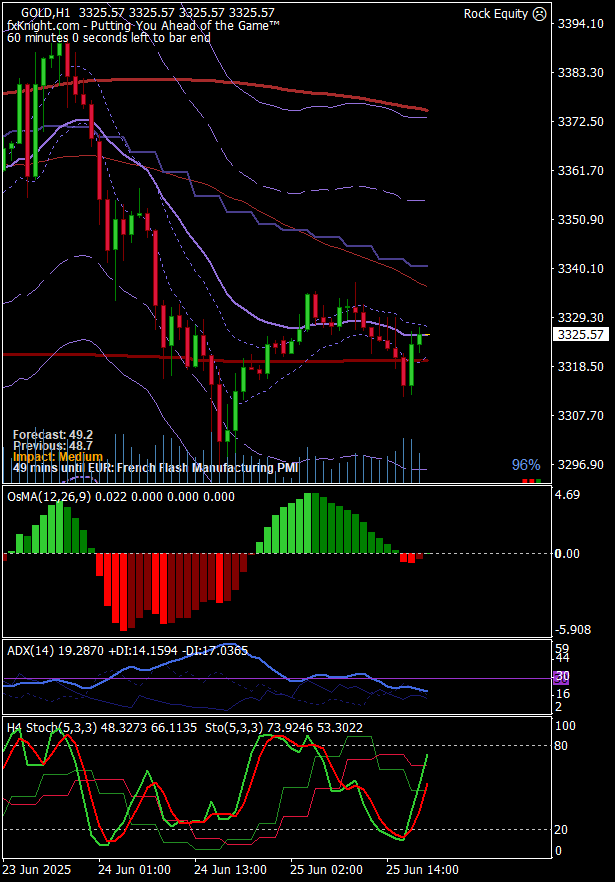 GOLD,H1 3325.57 3325.57 3325.57 3325.57
Rock Equity
fxKnight.com - Putting You Ahead of the Game™
60 minutes 0 seconds left to bar end
3394.10
3383.30
3372.50
3361.70
3350.90
3340.10
3329.30
3325.57
3318.50
3307.70
3296.90
Forecast: 49.2
Previous: 48.7
Impact: Medium
49 mins until EUR: French Flash Manufacturing PMI
96%
OsMA(12,26,9) 0.022 0.000 0.000 0.000
4.69
0.00
-5.908
ADX(14) 19.2870 +DI:14.1594 -DI:17.0365
59
44
30
16
2
H4 Stoch(5,3,3) 48.3273 66.1135 Sto(5,3,3) 73.9246 53.3022
100
80
20
0
23 Jun 2025
24 Jun 01:00
24 Jun 13:00
25 Jun 02:00
25 Jun 14:00